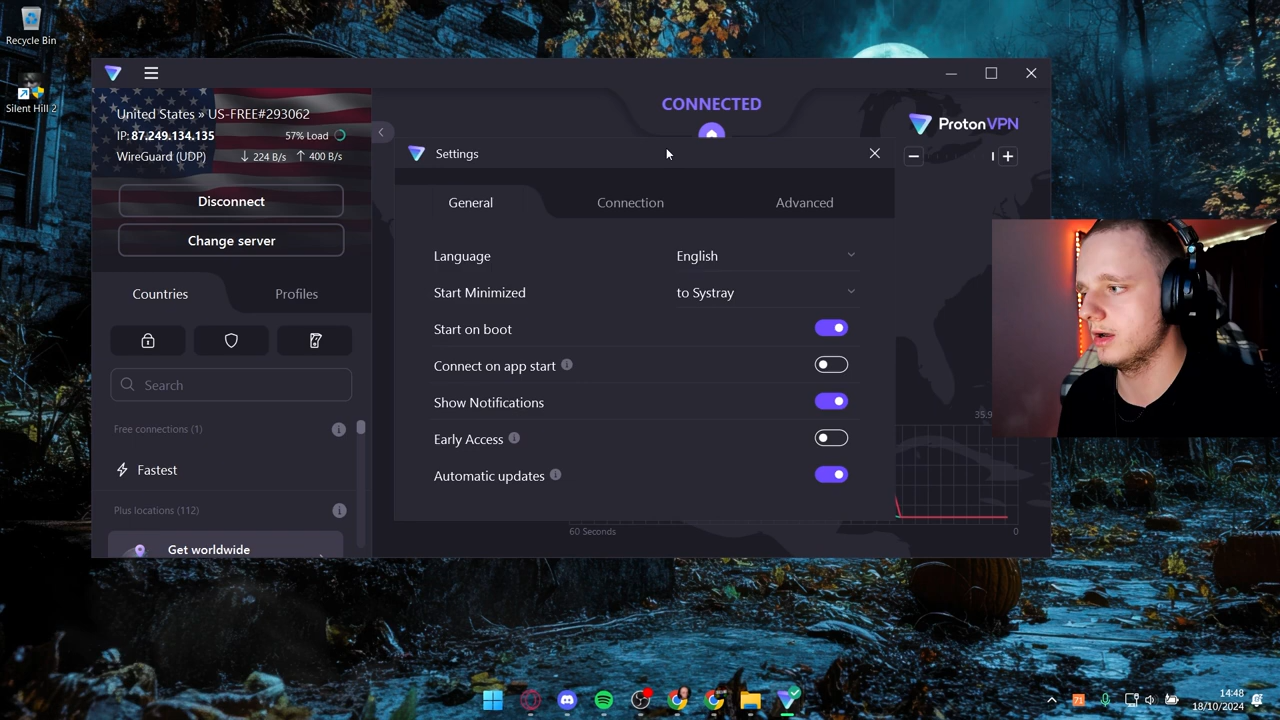 Recycle Bin
Silent Hill 2
United States » US-FREE#293062
IP: 87.249.134.135
57% Load
WireGuard (UDP)
↓ 224 B/s ↑ 400 B/s
Disconnect
Change server
Countries
Profiles
Search
Free connections (1)
Fastest
Plus locations (112)
Get worldwide
CONNECTED
ProtonVPN
Settings
General
Connection
Advanced
Language
English
Start Minimized
to Systray
Start on boot
Connect on app start
Show Notifications
Early Access
Automatic updates
35.9
60 Seconds
0
71
14:48
18/10/2024